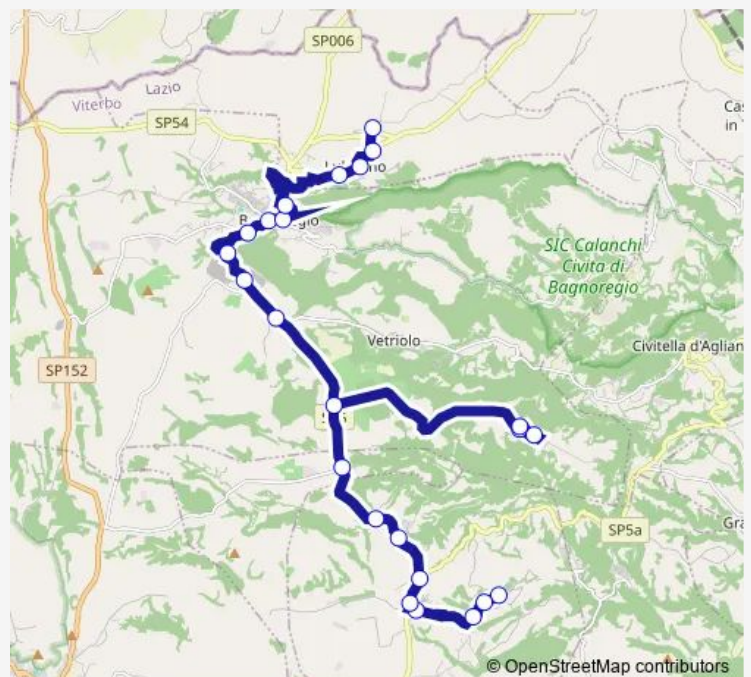 SP006
Viterbo
Lazio
SP54
SIC Calanchi
Civita di
Bagnoregio
Vetriolo
Civitella d'Aglian
SP152
SP5a
© OpenStreetMap contributors